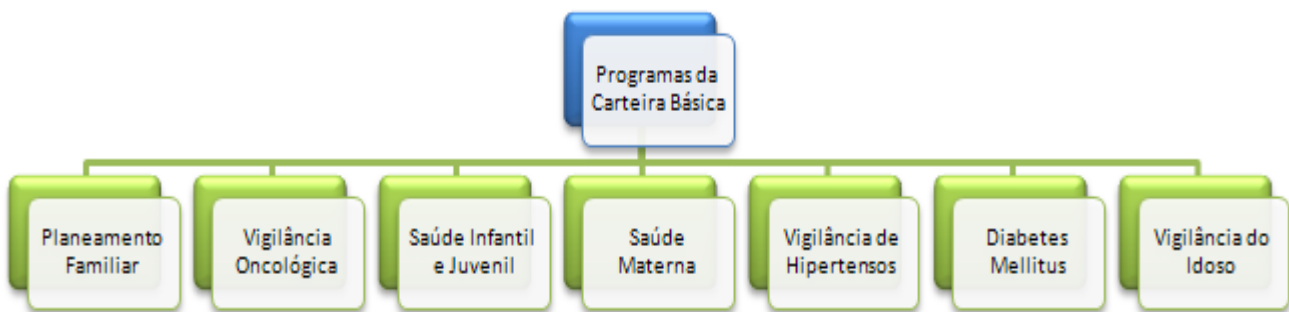 Programas da
Carteira Básica
Planeamento
Familiar
Vigilância
Oncológica
Saúde Infantil
e Juvenil
Saúde
Materna
Vigilância de
Hipertensos
Diabetes
Mellitus
Vigilância do
Idoso